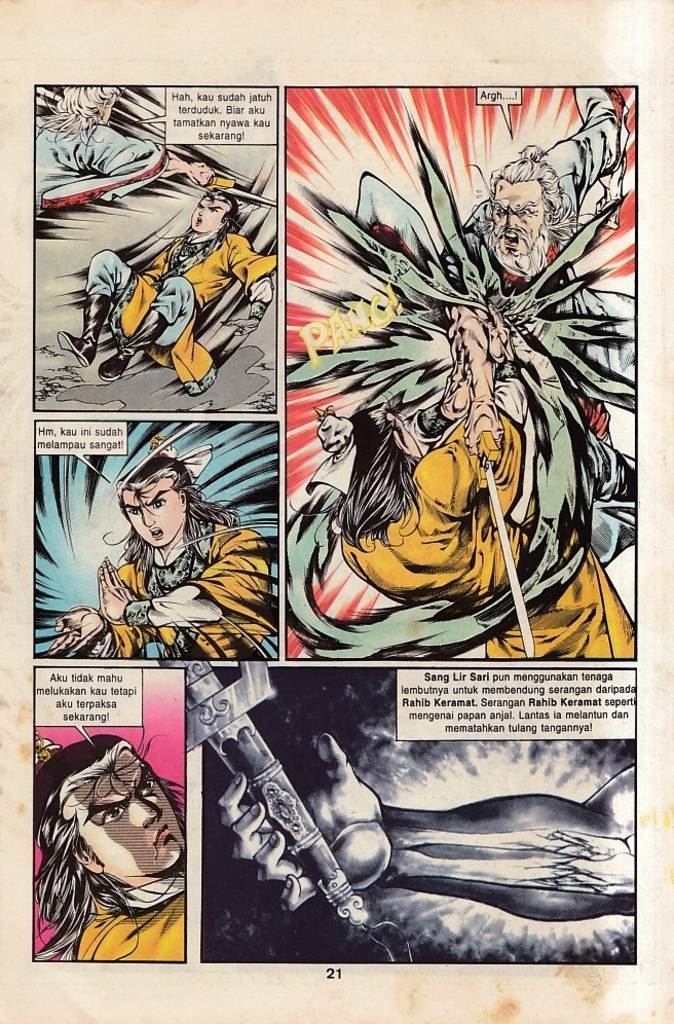 Hah, kau sudah jatuh
terduduk. Biar aku
tamatkan nyawa kau
sekarang!
Argh....!
PANG!
Hm, kau ini sudah
melampau sangat!
Aku tidak mahu
melukakan kau tetapi
aku terpaksa
sekarang!
Sang Lir Sari pun menggunakan tenaga
lembutnya untuk membendung serangan daripada
Rahib Keramat. Serangan Rahib Keramat seperti
mengenai papan anjal. Lantas ia melantun dan
mematahkan tulang tangannya!
21